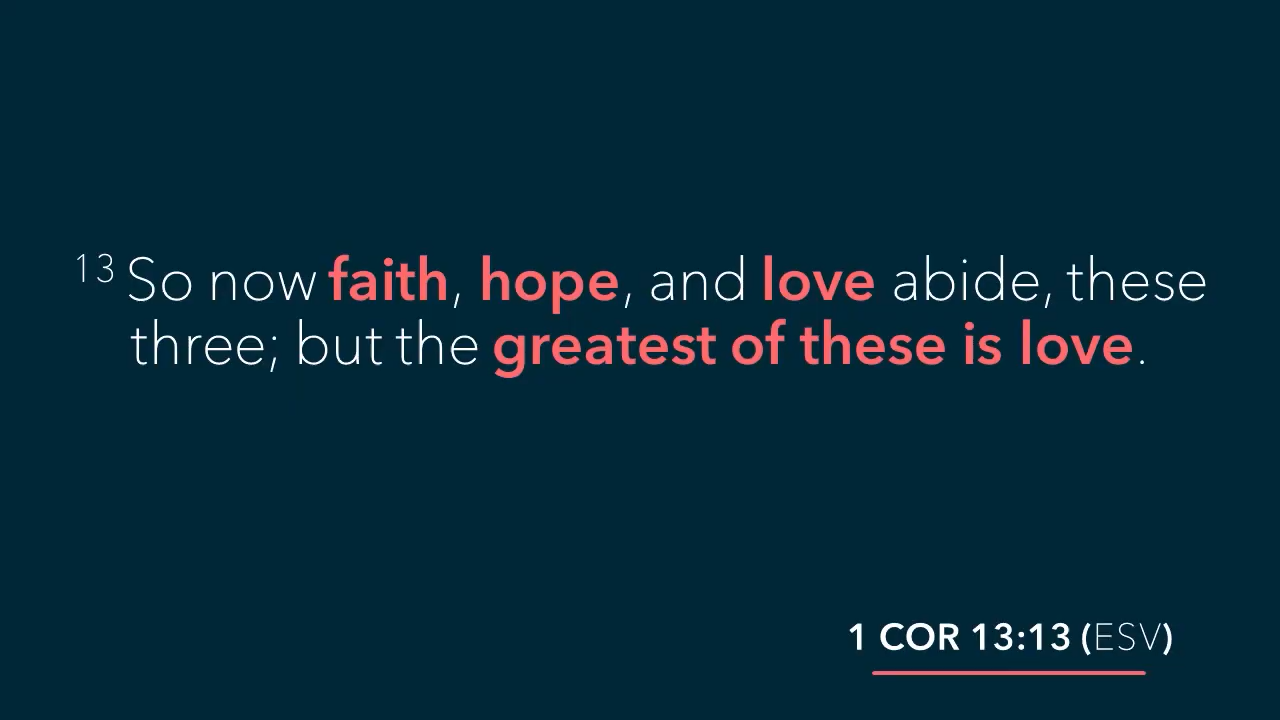 13 So now faith, hope, and love abide, these
three; but the greatest of these is love.
1 COR 13:13 (ESV)